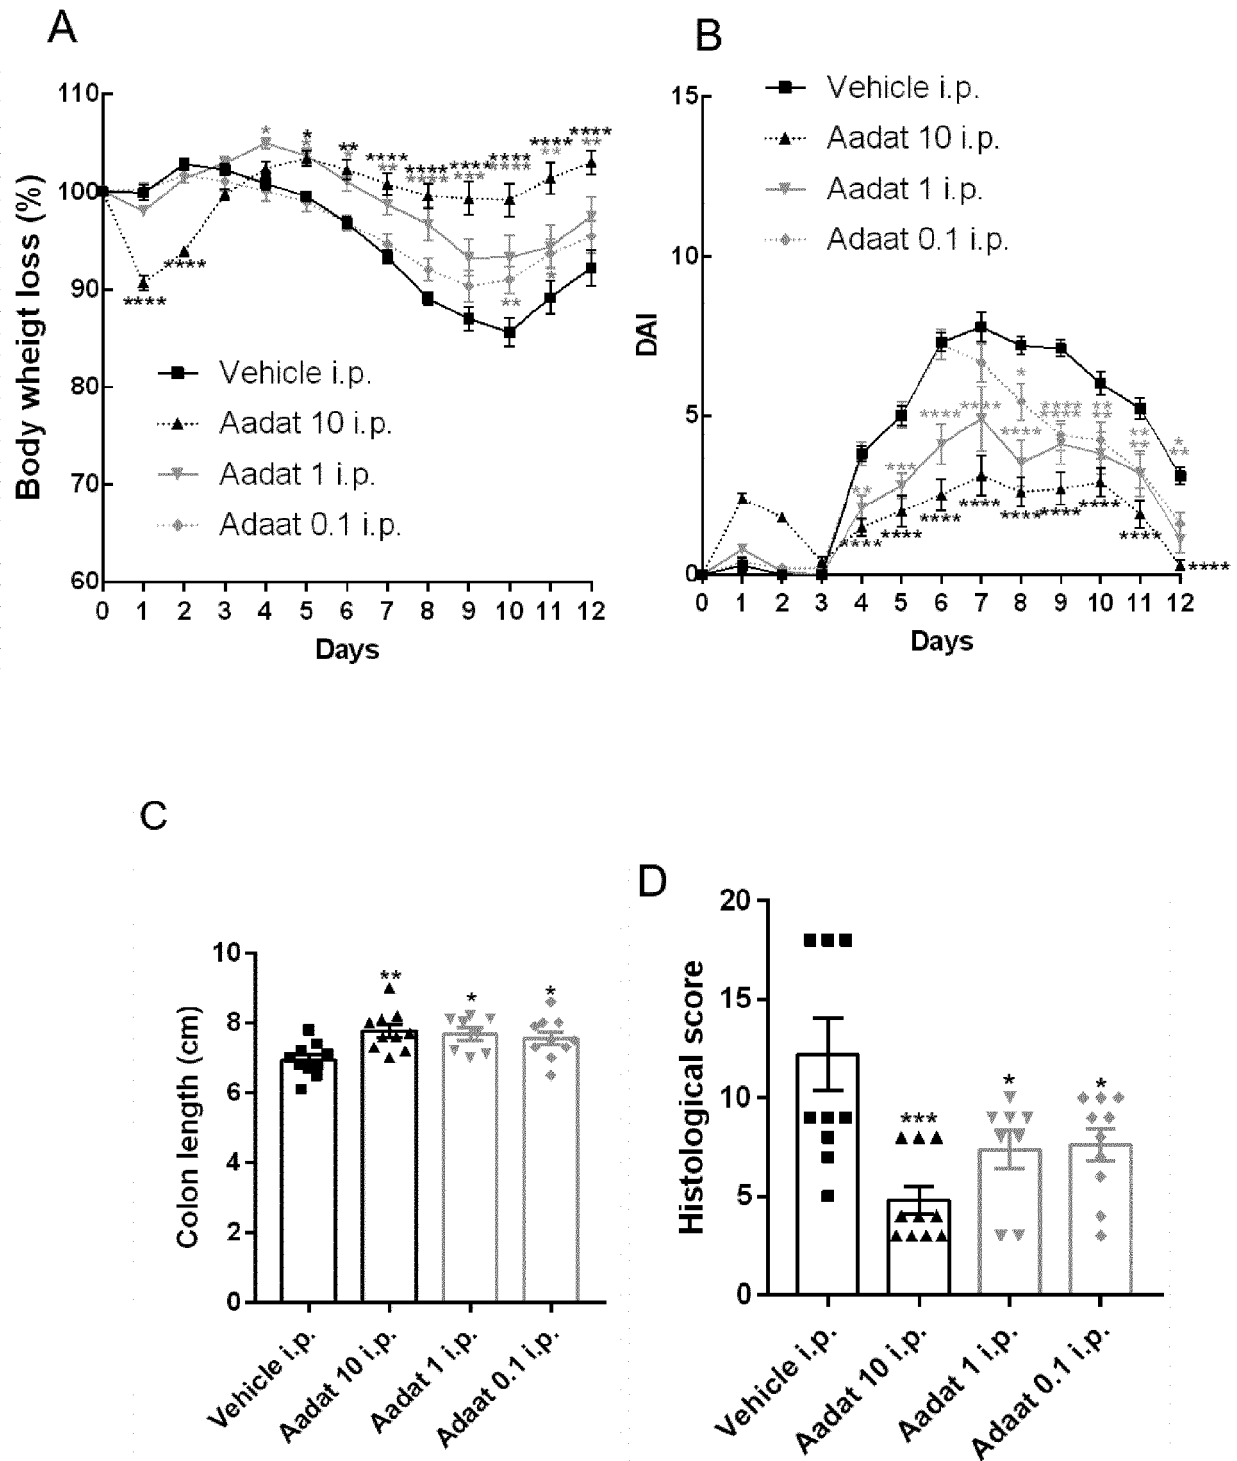 A
Body wheigt loss (%)
110
100
90
80
70
60
*
*
*
**
*
****
**
****
****
****
***
****
****
****
**
****
**
****
****
**
*
Vehicle i.p.
Aadat 10 i.p.
Aadat 1 i.p.
Adaat 0.1 i.p.
0 1 2 3 4 5 6 7 8 9 10 11 12
Days
B
DAI
15
10
5
0
Vehicle i.p.
Aadat 10 i.p.
Aadat 1 i.p.
Adaat 0.1 i.p.
*
****
****
****
****
**
**
****
**
**
*
**
***
**
****
****
****
****
****
****
****
****
****
****
0 1 2 3 4 5 6 7 8 9 10 11 12
Days
C
Colon length (cm)
10
8
6
4
2
0
**
*
*
Vehicle i.p.
Aadat 10 i.p.
Aadat 1 i.p.
Adaat 0.1 i.p.
D
Histological score
20
15
10
5
0
***
*
*
Vehicle i.p.
Aadat 10 i.p.
Aadat 1 i.p.
Adaat 0.1 i.p.